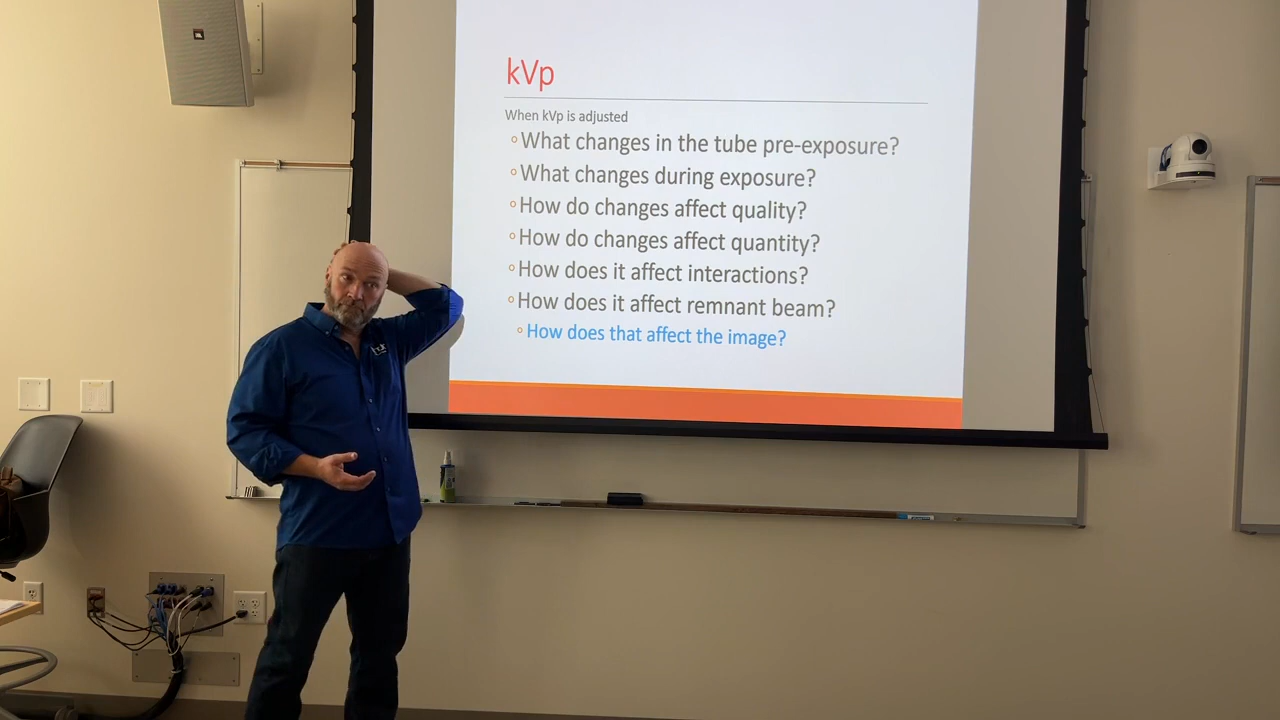 kVp
When kVp is adjusted
What changes in the tube pre-exposure?
What changes during exposure?
How do changes affect quality?
How do changes affect quantity?
How does it affect interactions?
How does it affect remnant beam?
How does that affect the image?
JBL